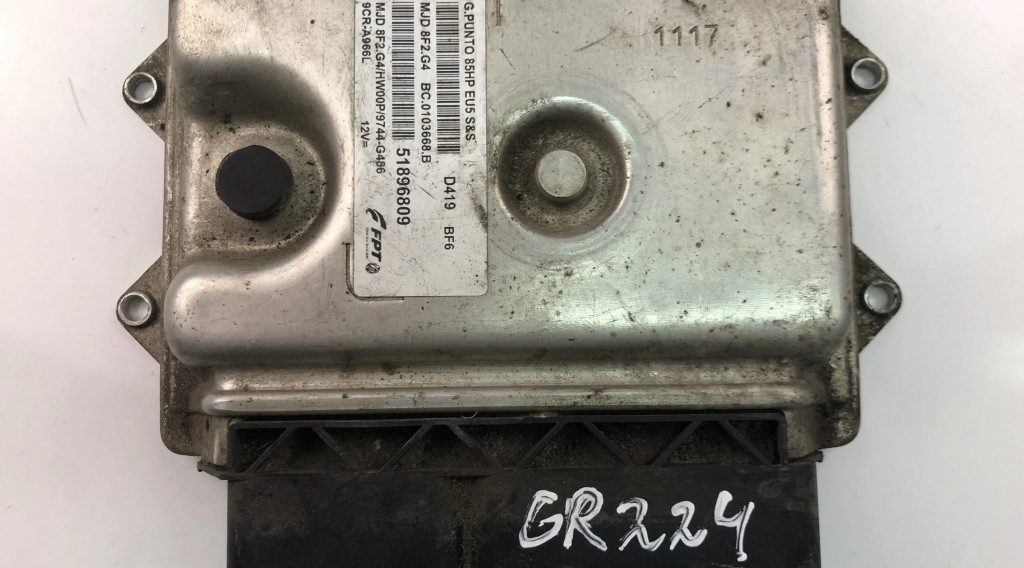 G.PUNTO 85HP EU5 S&S
MJD 8F2.G4 BC.0103668.B
D419 BF6
51896809
MJD 8F2.G4/HW00P/9744-G486
9CR-A966L 12V=
FPT
1117
GR224